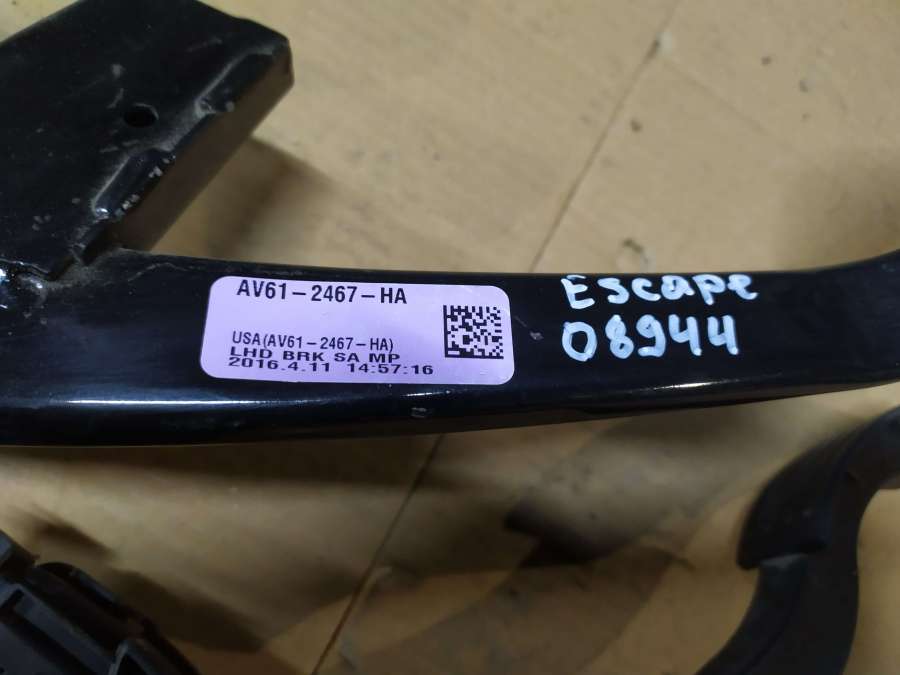 AV61-2467-HA
USA(AV61-2467-HA)
LHD BRK SA MP
2016.4.11 14:57:16
Escape
08944